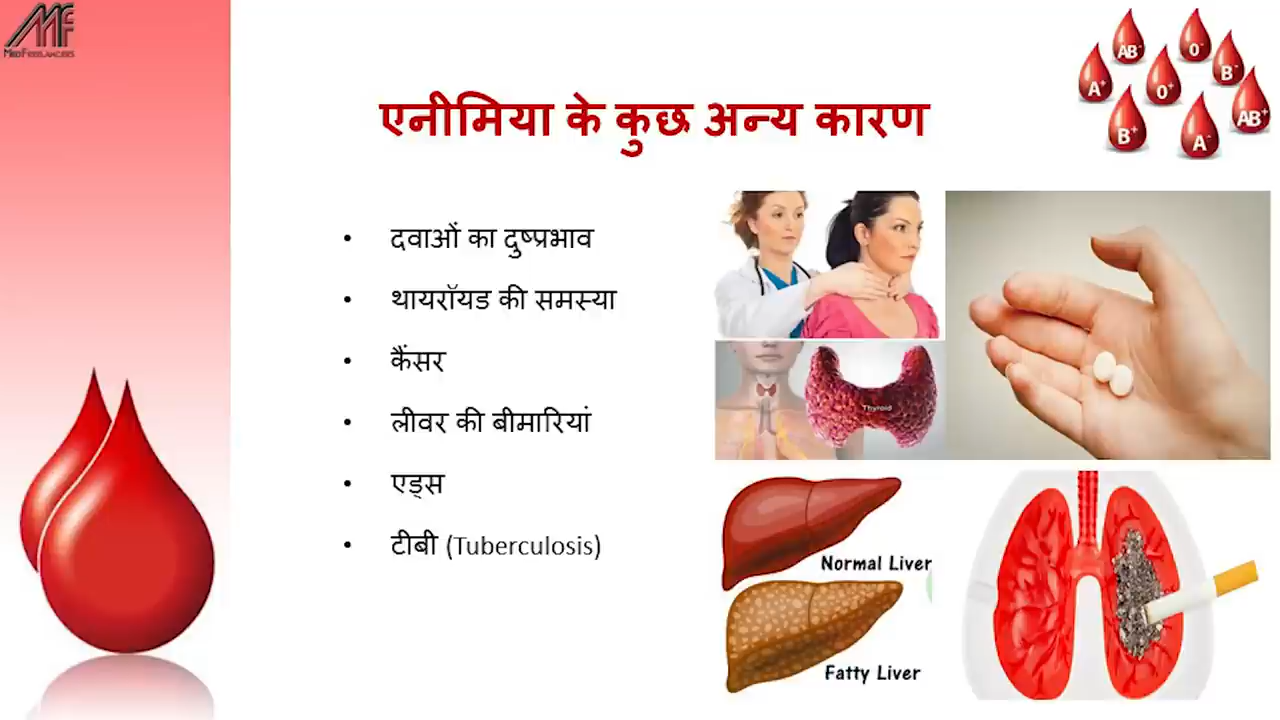 MedFreelancers
AB-
O-
A+
O+
B-
B+
A-
AB+
एनीमिया के कुछ अन्य कारण
• दवाओं का दुष्प्रभाव
• थायरॉयड की समस्या
• कैंसर
• लीवर की बीमारियां
• एड्स
• टीबी (Tuberculosis)
Thyroid
Normal Liver
Fatty Liver